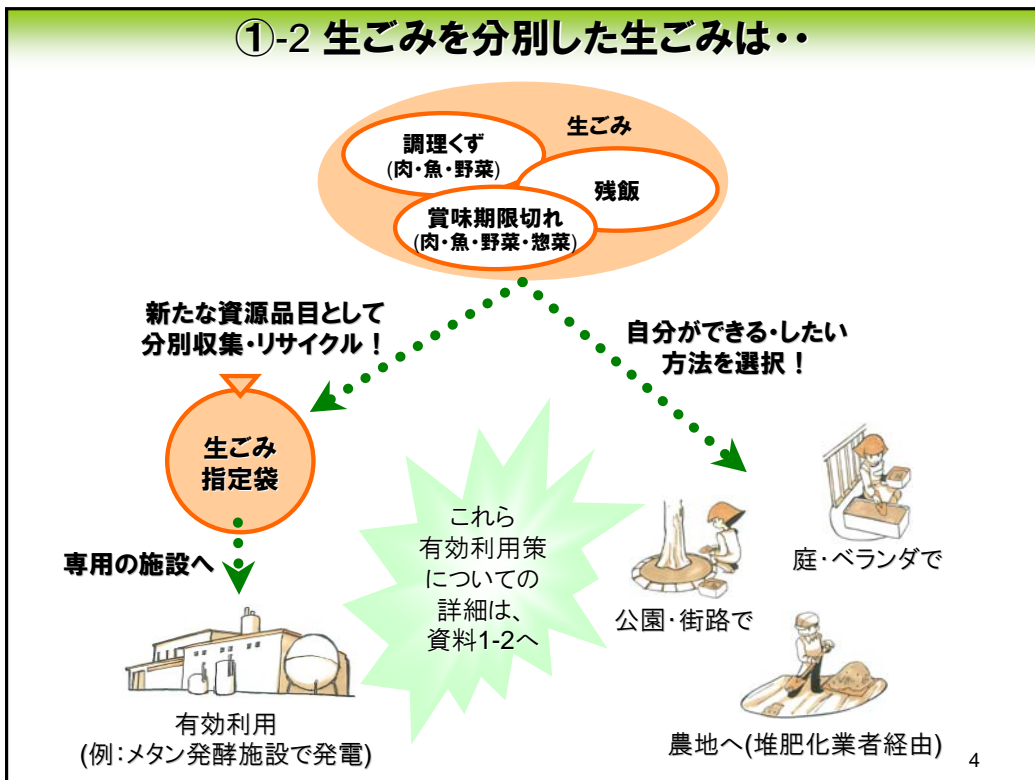 ①-2 生ごみを分別した生ごみは・・
生ごみ
調理くず
(肉・魚・野菜)
残飯
賞味期限切れ
(肉・魚・野菜・惣菜)
新たな資源品目として
分別収集・リサイクル！
自分ができる・したい
方法を選択！
生ごみ
指定袋
専用の施設へ
有効利用
(例：メタン発酵施設で発電)
これら
有効利用策
についての
詳細は、
資料1-2へ
庭・ベランダで
公園・街路で
農地へ(堆肥化業者経由)
4